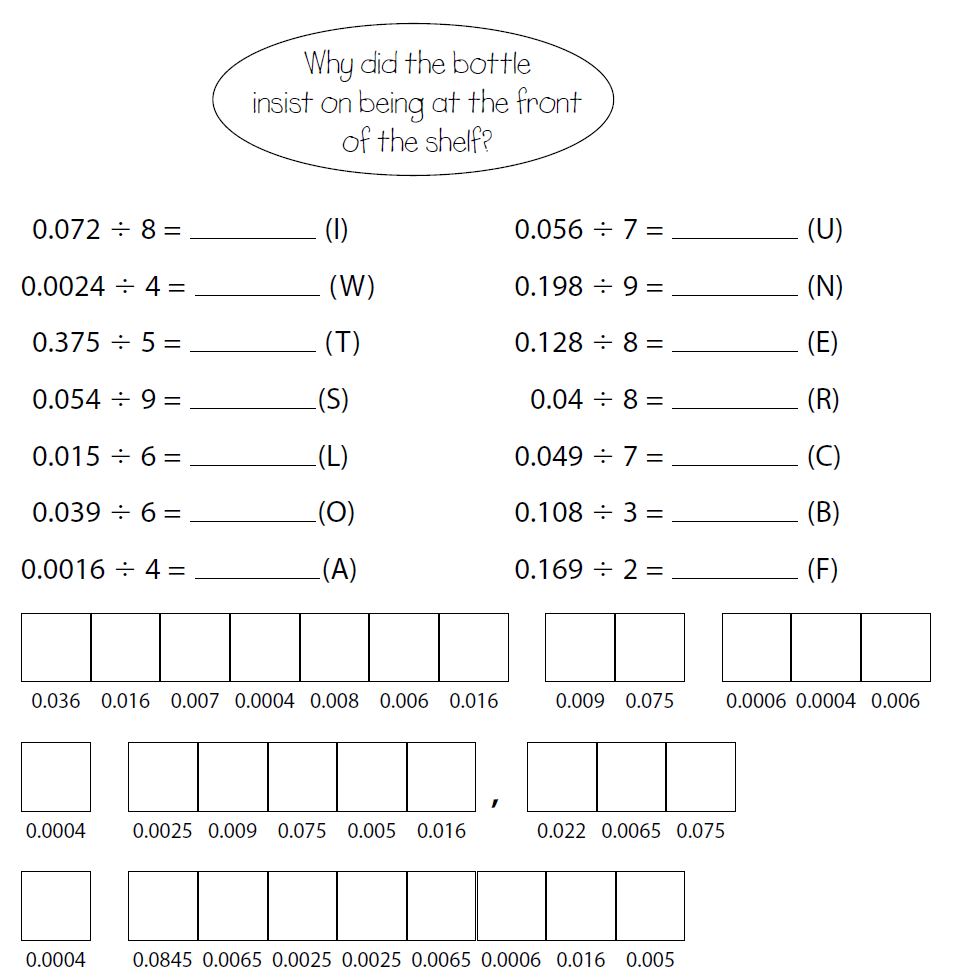 Why did the bottle
insist on being at the front
of the shelf?
0.072 ÷ 8 = _________ (I)
0.056 ÷ 7 = _________ (U)
0.0024 ÷ 4 = _________ (W)
0.198 ÷ 9 = _________ (N)
0.375 ÷ 5 = _________ (T)
0.128 ÷ 8 = _________ (E)
0.054 ÷ 9 = _________(S)
0.04 ÷ 8 = _________ (R)
0.015 ÷ 6 = _________(L)
0.049 ÷ 7 = _________ (C)
0.039 ÷ 6 = _________(O)
0.108 ÷ 3 = _________ (B)
0.0016 ÷ 4 = _________(A)
0.169 ÷ 2 = _________ (F)
0.036 0.016 0.007 0.0004 0.008 0.006 0.016 0.009 0.075 0.0006 0.0004 0.006
,
0.0004 0.0025 0.009 0.075 0.005 0.016 0.022 0.0065 0.075
0.0004 0.0845 0.0065 0.0025 0.0025 0.0065 0.0006 0.016 0.005